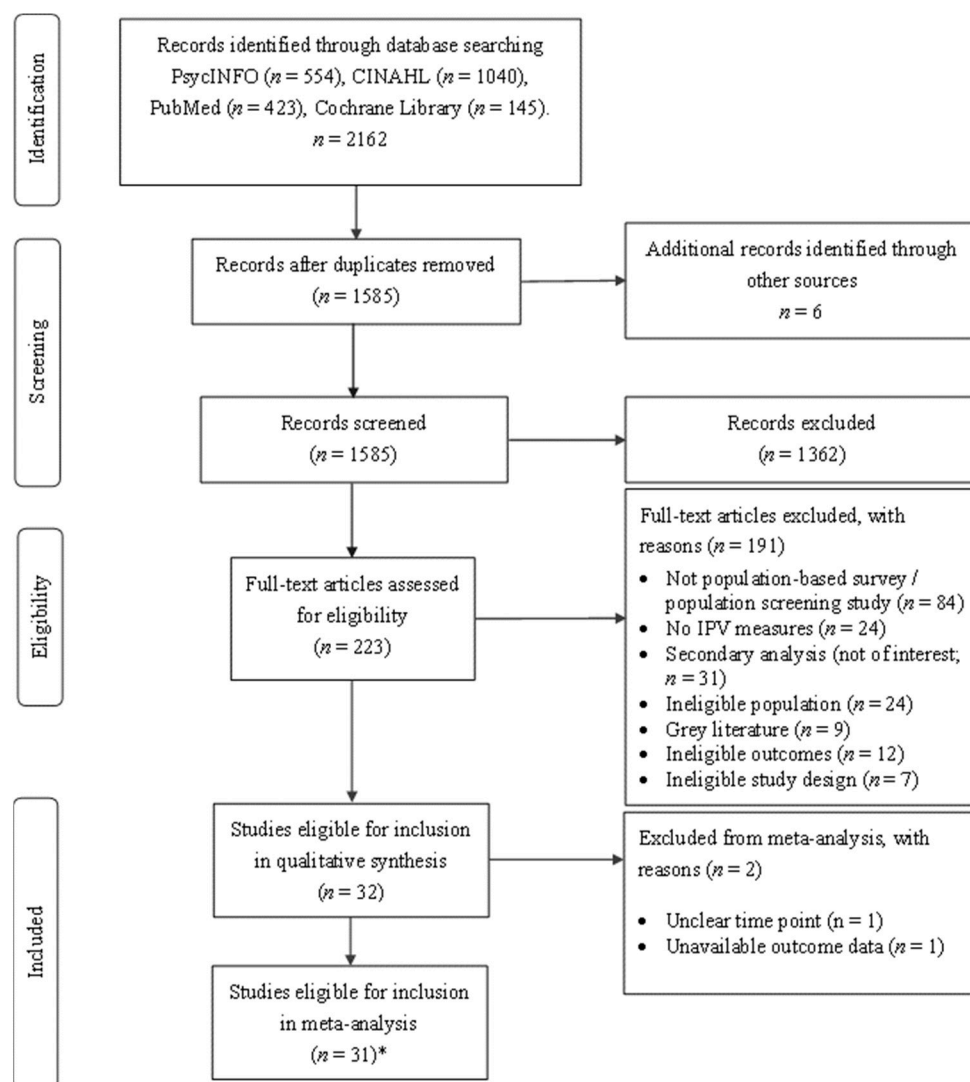 Identification
Records identified through database searching
PsycINFO (n = 554), CINAHL (n = 1040),
PubMed (n = 423), Cochrane Library (n = 145).
n = 2162
Screening
Records after duplicates removed
(n = 1585)
Additional records identified through
other sources
n = 6
Records screened
(n = 1585)
Records excluded
(n = 1362)
Eligibility
Full-text articles assessed
for eligibility
(n = 223)
Full-text articles excluded, with
reasons (n = 191)
• Not population-based survey /
population screening study (n = 84)
• No IPV measures (n = 24)
• Secondary analysis (not of interest;
n = 31)
• Ineligible population (n = 24)
• Grey literature (n = 9)
• Ineligible outcomes (n = 12)
• Ineligible study design (n = 7)
Included
Studies eligible for inclusion
in qualitative synthesis
(n = 32)
Excluded from meta-analysis, with
reasons (n = 2)
• Unclear time point (n = 1)
• Unavailable outcome data (n = 1)
Studies eligible for inclusion
in meta-analysis
(n = 31)*